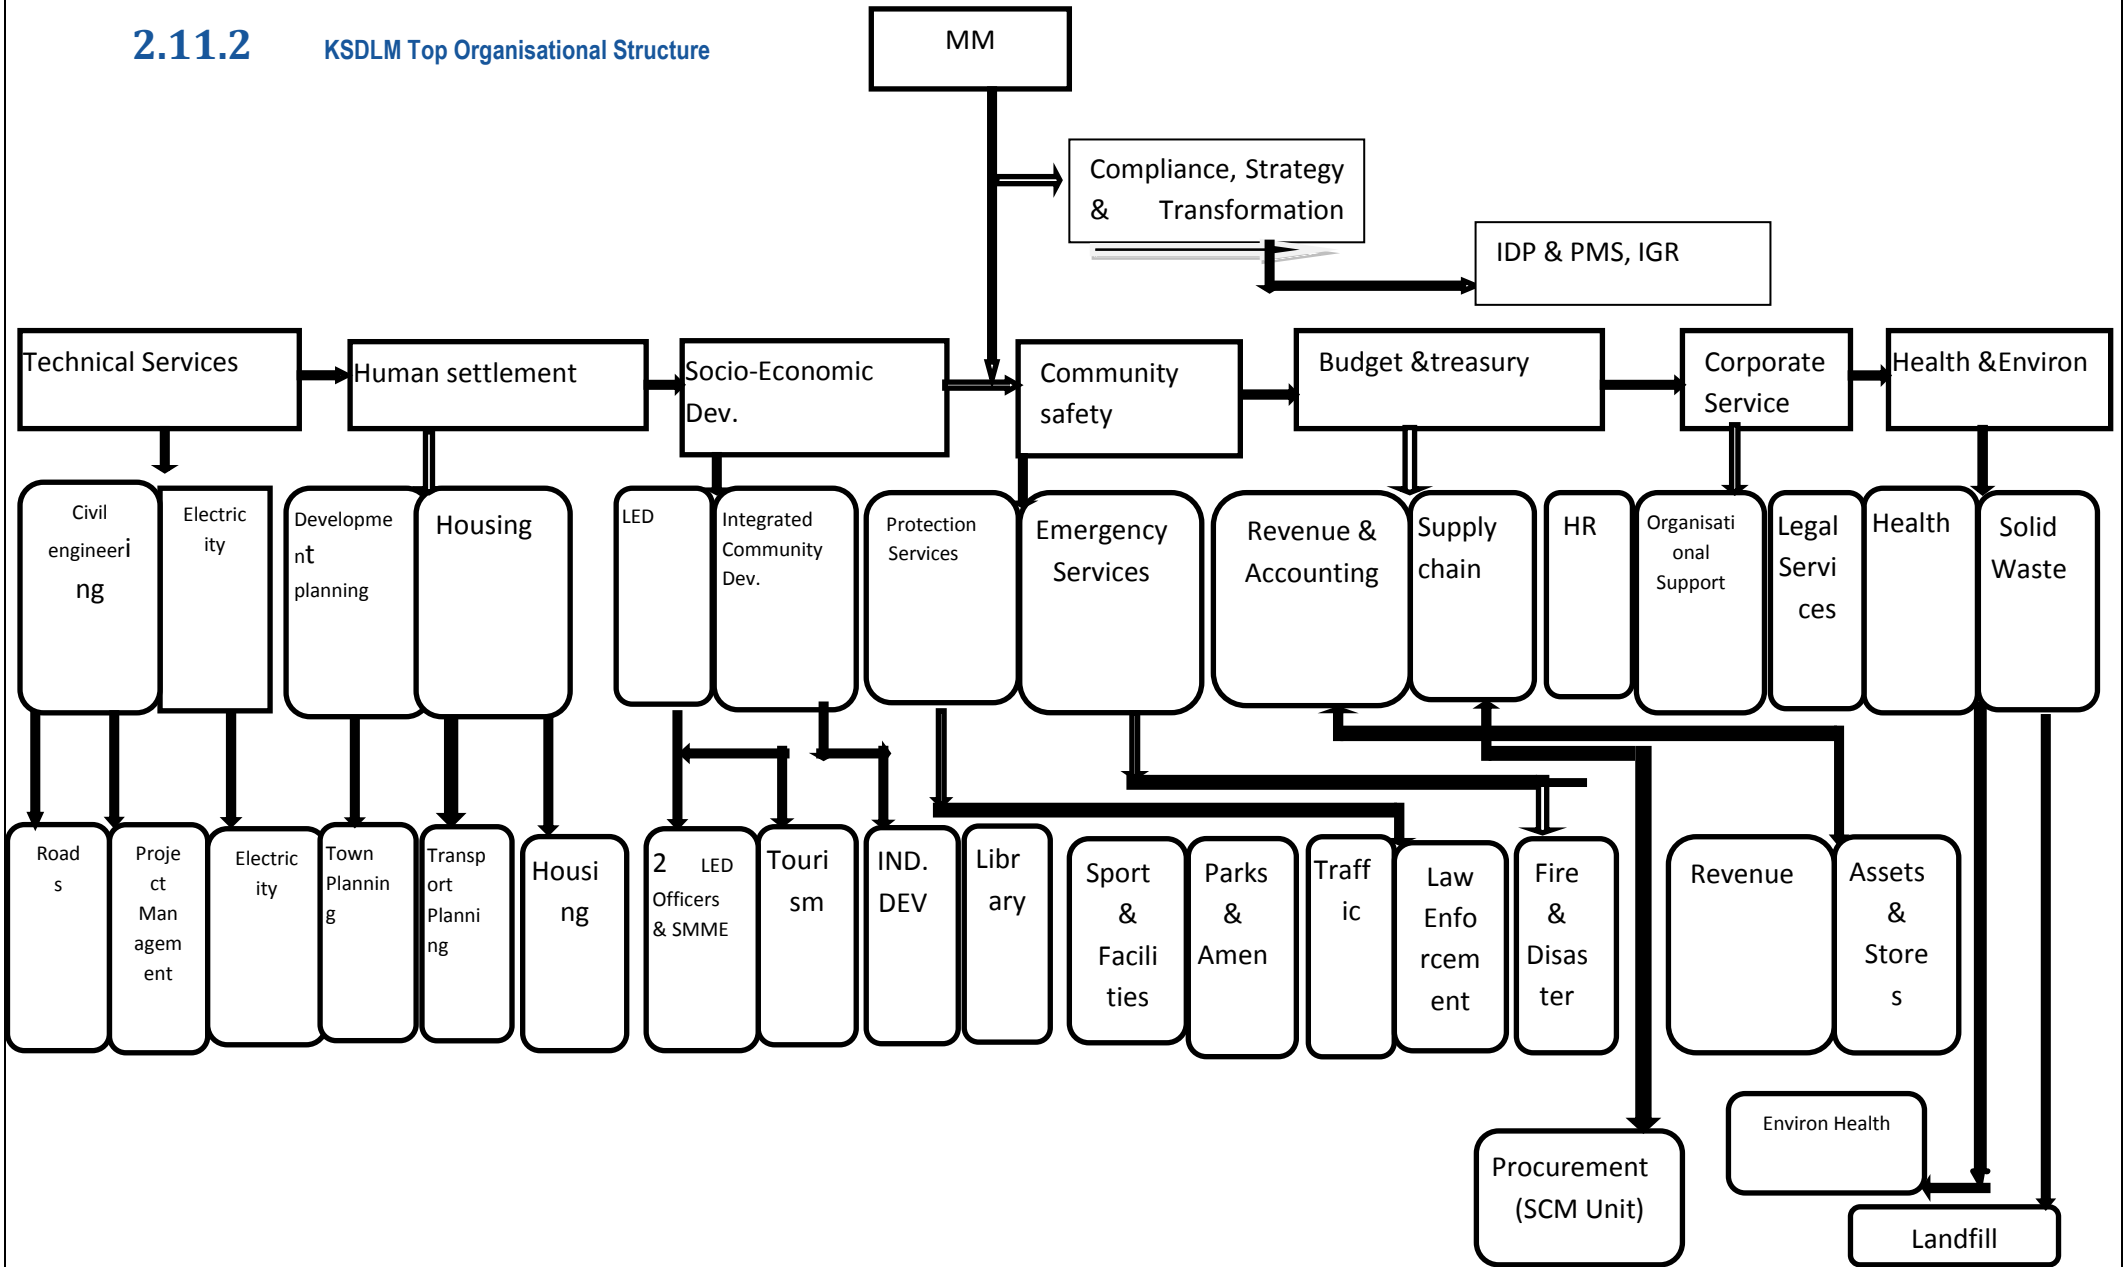 2.11.2 KSDLM Top Organisational Structure
MM
Compliance, Strategy
& Transformation
IDP & PMS, IGR
Technical Services
Human settlement
Socio-Economic
Dev.
Community
safety
Budget &treasury
Corporate
Service
Health &Environ
Civil
engineeri
ng
Electric
ity
Developme
nt
planning
Housing
LED
Integrated
Community
Dev.
Protection
Services
Emergency
Services
Revenue &
Accounting
Supply
chain
HR
Organisati
onal
Support
Legal
Servi
ces
Health
Solid
Waste
Road
s
Proje
ct
Man
agem
ent
Electric
ity
Town
Plannin
g
Transp
ort
Planni
ng
Housi
ng
2 LED
Officers
& SMME
Touri
sm
IND.
DEV
Libr
ary
Sport
&
Facili
ties
Parks
&
Amen
Traff
ic
Law
Enfo
rcem
ent
Fire
&
Disas
ter
Revenue
Assets
&
Store
s
Environ Health
Procurement
(SCM Unit)
Landfill